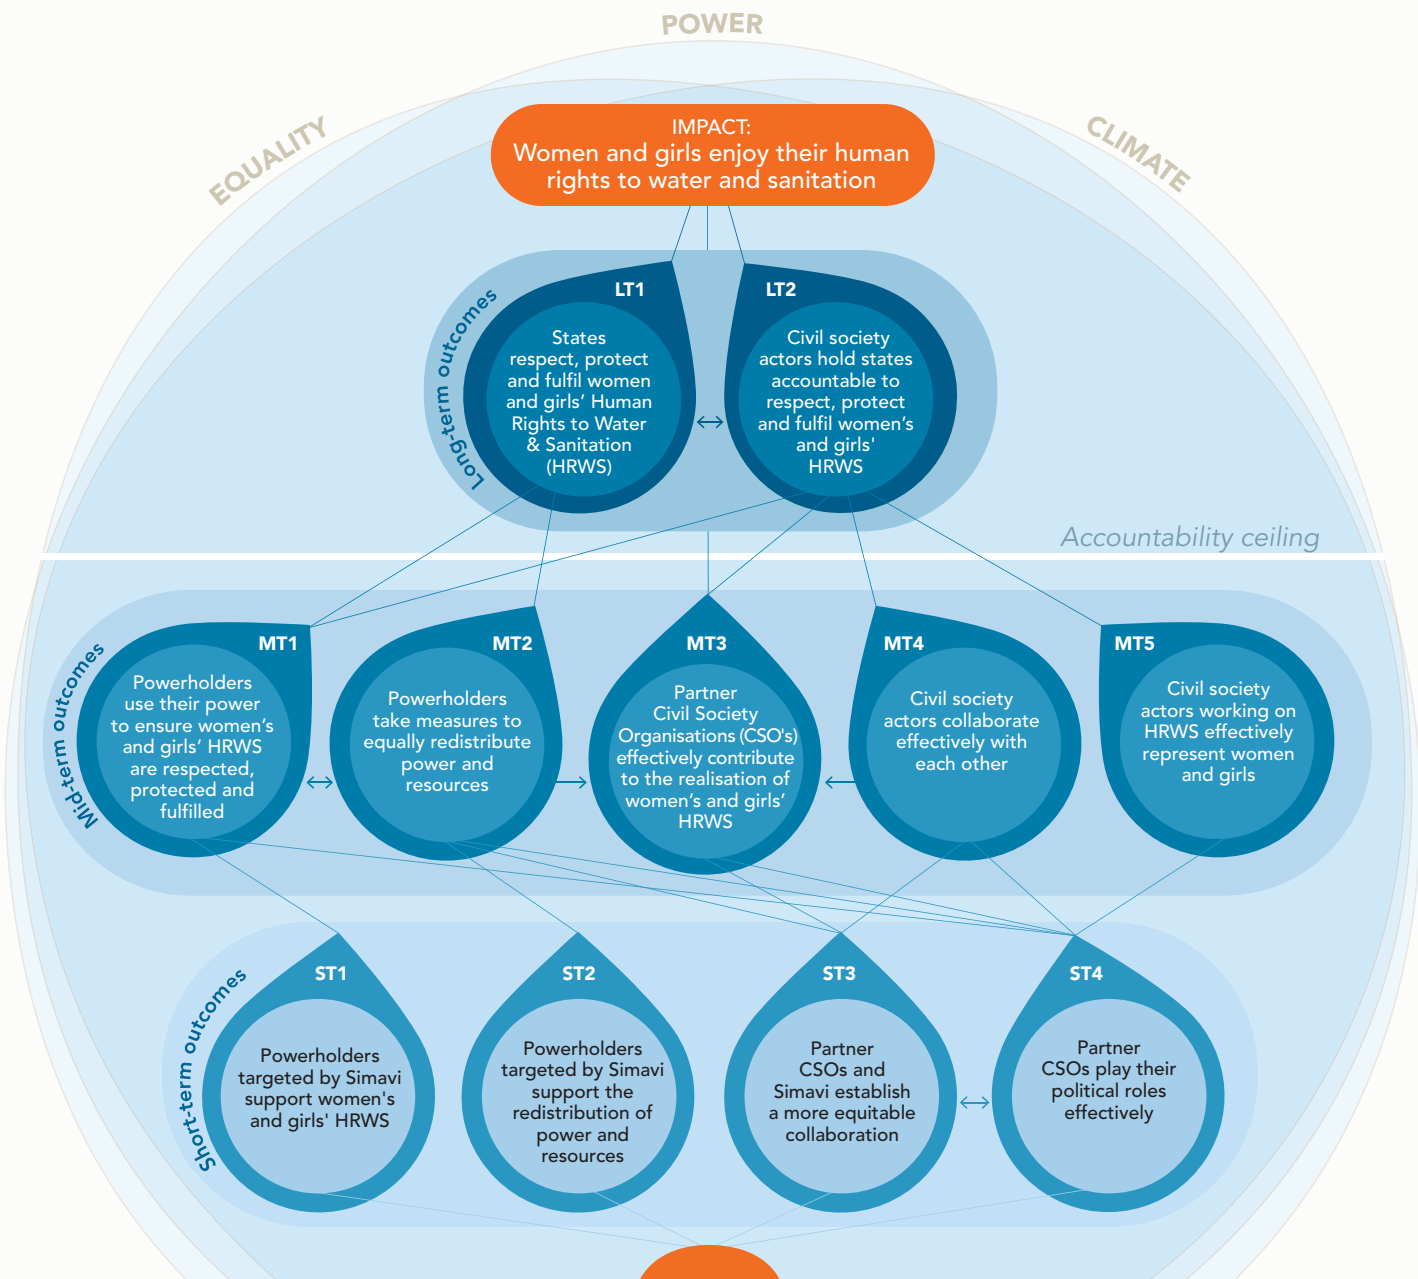 POWER
EQUALITY
CLIMATE
IMPACT:
Women and girls enjoy their human
rights to water and sanitation
Long-term outcomes
LT1
States
respect, protect
and fulfil women
and girls’ Human
Rights to Water
& Sanitation
(HRWS)
LT2
Civil society
actors hold states
accountable to
respect, protect
and fulfil women’s
and girls'
HRWS
Accountability ceiling
Mid-term outcomes
MT1
Powerholders
use their power
to ensure women’s
and girls’ HRWS
are respected,
protected and
fulfilled
MT2
Powerholders
take measures to
equally redistribute
power and
resources
MT3
Partner
Civil Society
Organisations (CSO's)
effectively contribute
to the realisation of
women’s and girls’
HRWS
MT4
Civil society
actors collaborate
effectively with
each other
MT5
Civil society
actors working on
HRWS effectively
represent women
and girls
Short-term outcomes
ST1
Powerholders
targeted by Simavi
support women's
and girls' HRWS
ST2
Powerholders
targeted by Simavi
support the
redistribution of
power and
resources
ST3
Partner
CSOs and
Simavi establish
a more equitable
collaboration
ST4
Partner
CSOs play their
political roles
effectively